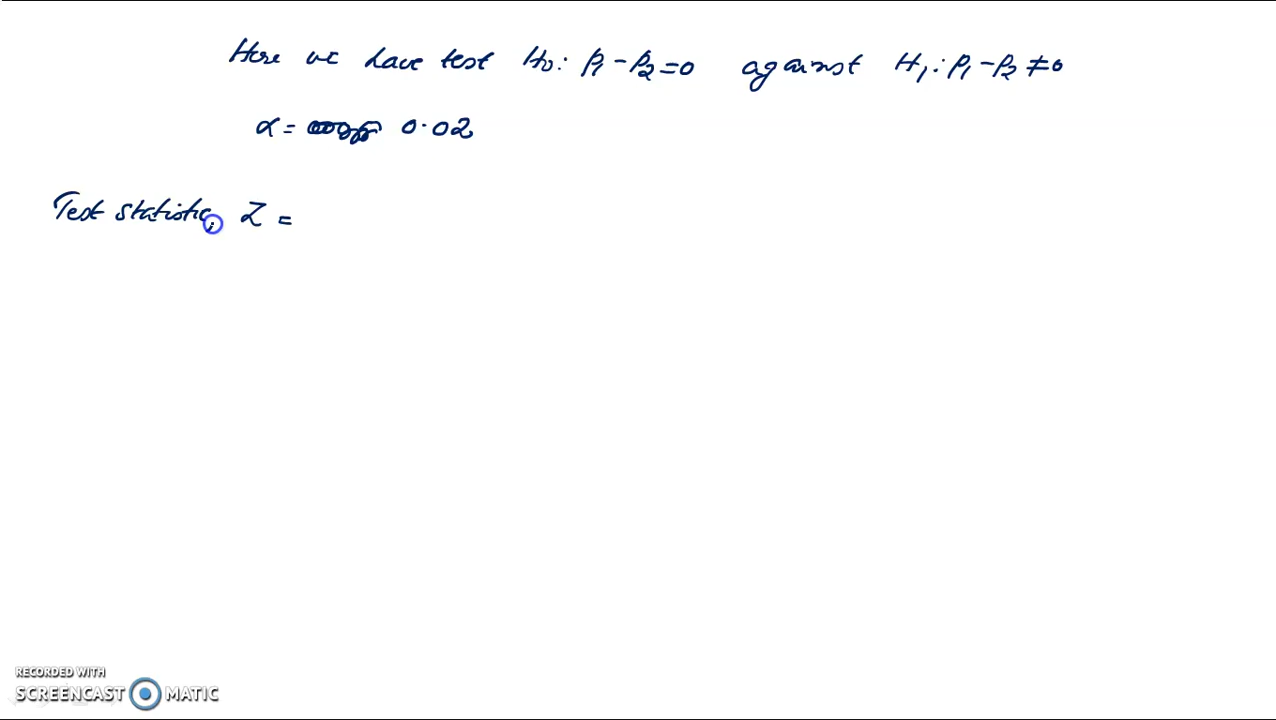 Here we have test H0: P1 - P2 = 0 against H1: P1 - P2 ≠ 0
α = 0.02
Test statistic, Z =
RECORDED WITH
SCREENCAST MATIC